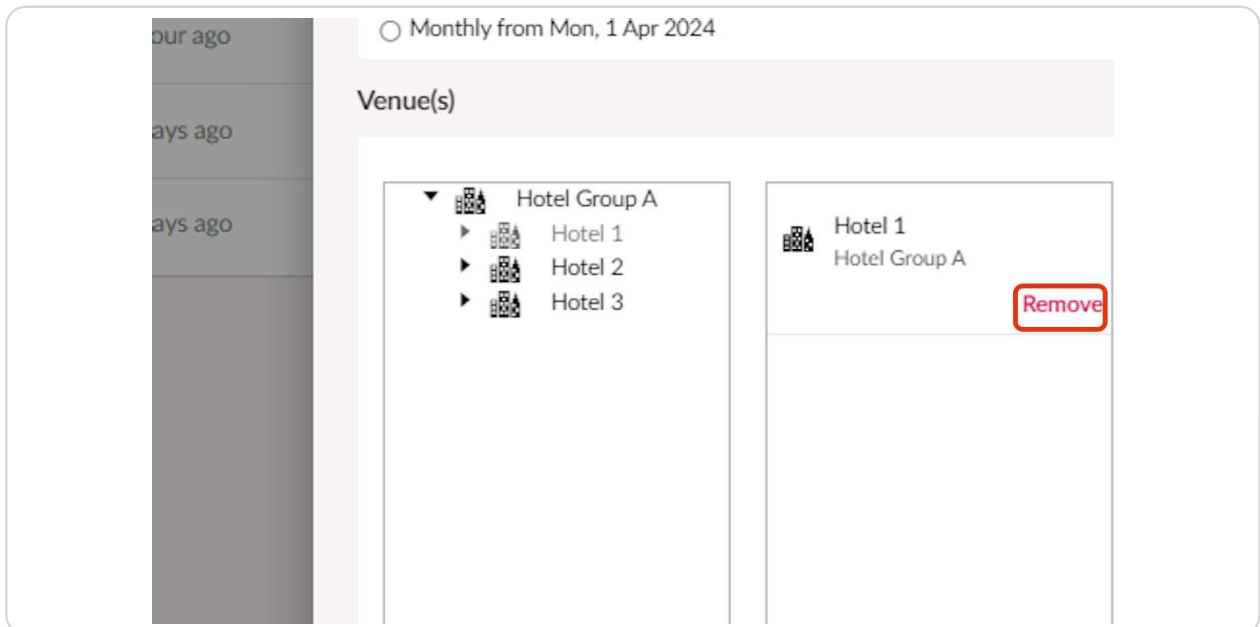 our ago
ays ago
ays ago
Monthly from Mon, 1 Apr 2024
Venue(s)
Hotel Group A
Hotel 1
Hotel 2
Hotel 3
Hotel 1
Hotel Group A
Remove